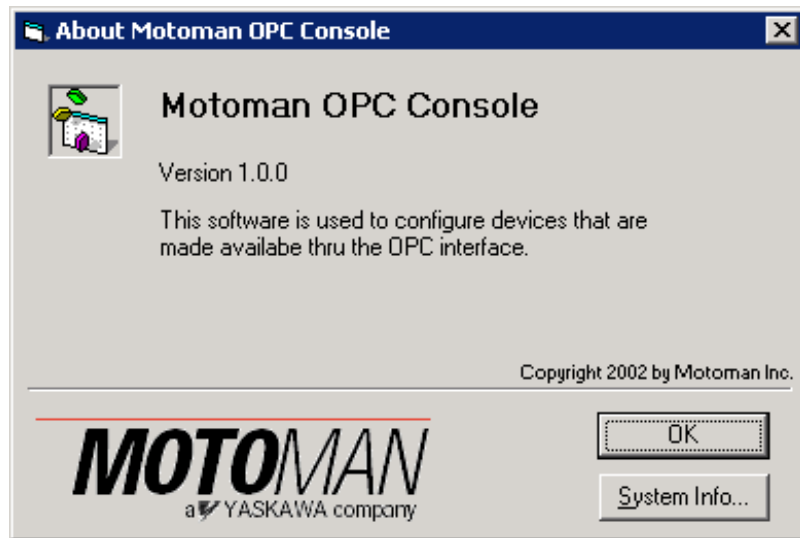 About Motoman OPC Console
Motoman OPC Console
Version 1.0.0
This software is used to configure devices that are
made availabe thru the OPC interface.
Copyright 2002 by Motoman Inc.
MOTOMAN
a YASKAWA company
OK
System Info...